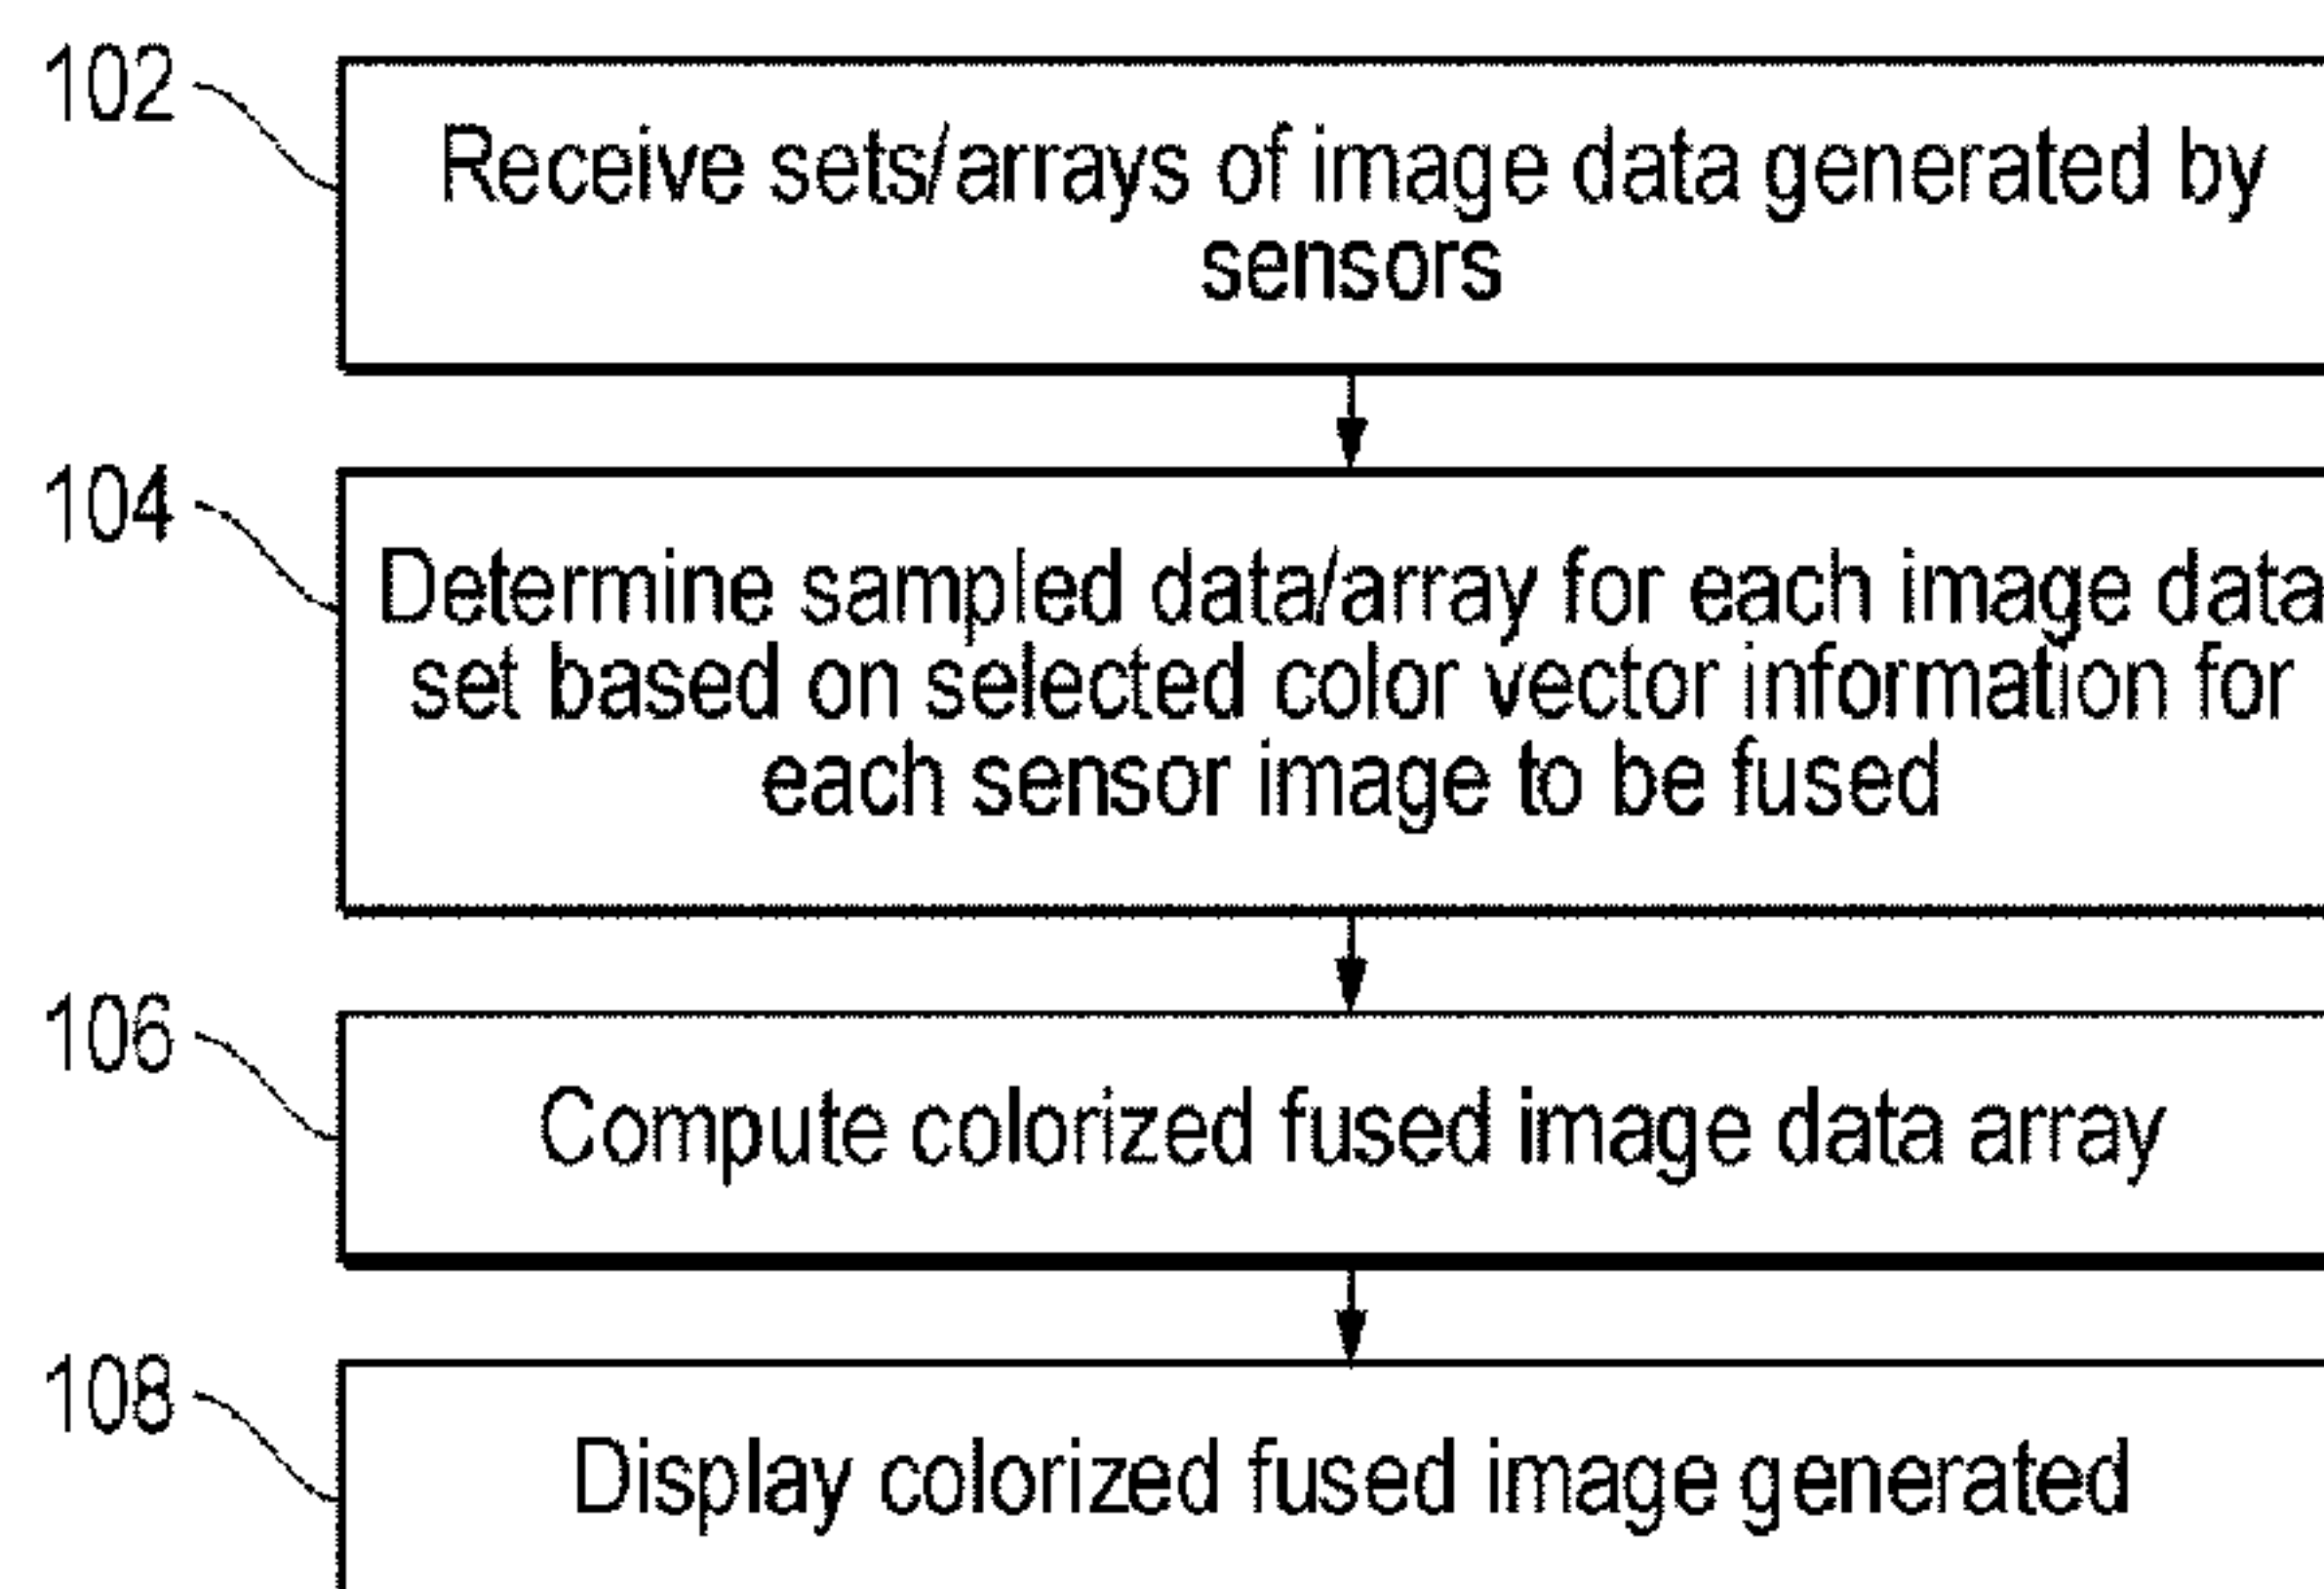 102
Receive sets/arrays of image data generated by
sensors
104
Determine sampled data/array for each image data
set based on selected color vector information for
each sensor image to be fused
106
Compute colorized fused image data array
108
Display colorized fused image generated